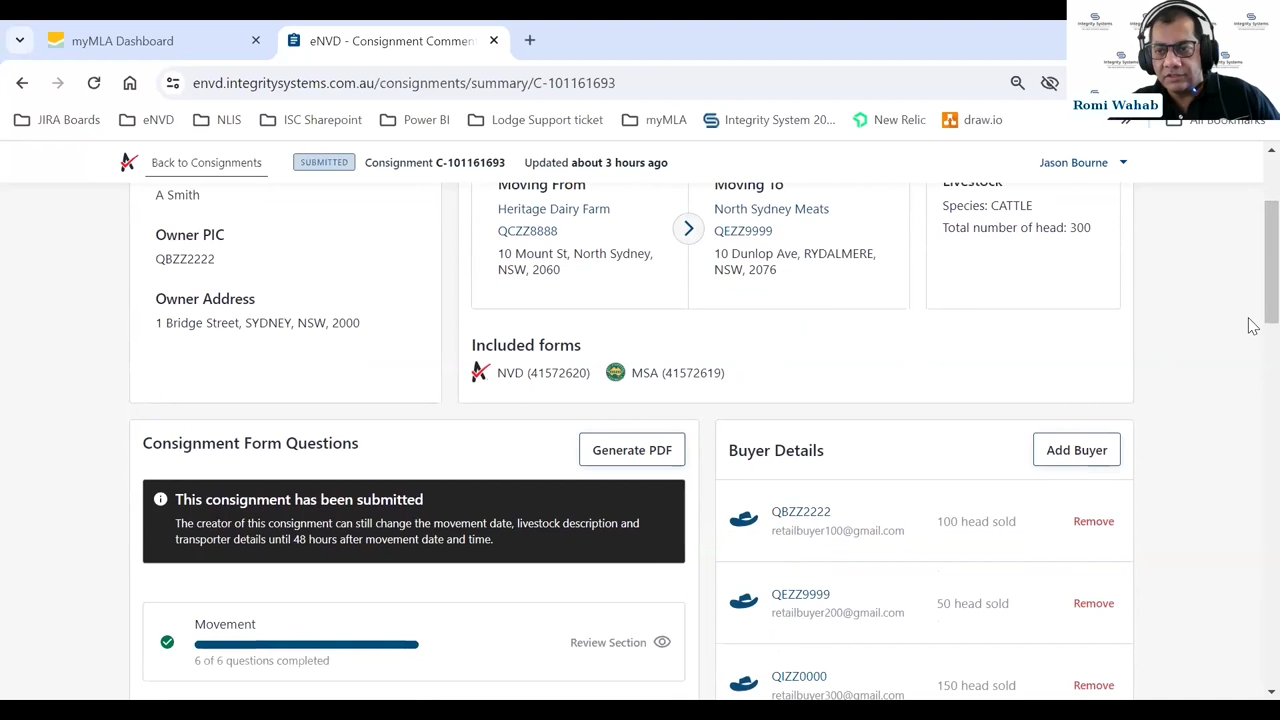 myMLA Dashboard
eNVD - Consignment Commen
envd.integritysystems.com.au/consignment
mmary/C-101161693
Romi Wahab
JIRA Boards
eNVD
NLIS
ISC Sharepoint
Power BI
Lodge Support
ket
myMLA
Integrity System 20...
New Relic
draw.io
All Bookmarks
Back to Consignments
SUBMITTED
Consignment C-101161693
Updated about 3 hours ago
Jason Bourne
A Smith
Owner PIC
QBZZ2222
Owner Address
1 Bridge Street, SYDNEY, NSW, 2000
Moving From
Heritage Dairy Farm
QCZZ8888
10 Mount St, North Sydney,
NSW, 2060
Moving To
North Sydney Meats
QEZZ9999
10 Dunlop Ave, RYDALMERE,
NSW, 2076
Livestock
Species: CATTLE
Total number of head: 300
Included forms
NVD (41572620)
MSA (41572619)
Consignment Form Questions
Generate PDF
This consignment has been submitted
The creator of this consignment can still change the movement date, livestock description and
transporter details until 48 hours after movement date and time.
Movement
6 of 6 questions completed
Review Section
Buyer Details
Add Buyer
QBZZ2222
retailbuyer100@gmail.com
100 head sold
Remove
QEZZ9999
retailbuyer200@gmail.com
50 head sold
Remove
QIZZ0000
retailbuyer300@gmail.com
150 head sold
Remove